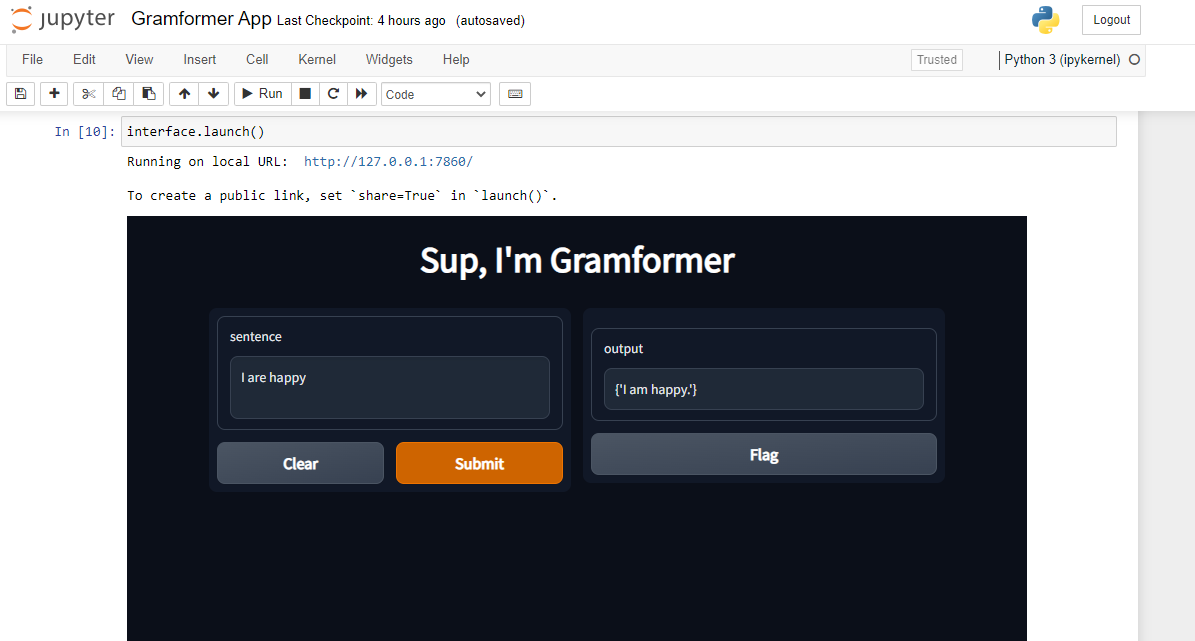 jupyter Gramformer App Last Checkpoint: 4 hours ago (autosaved) Logout
File Edit View Insert Cell Kernel Widgets Help Trusted Python 3 (ipykernel)
Run Code
In [10]: interface.launch()
Running on local URL: http://127.0.0.1:7860/
To create a public link, set `share=True` in `launch()`.
Sup, I'm Gramformer
sentence
I are happy
Clear Submit
output
{'I am happy.'}
Flag